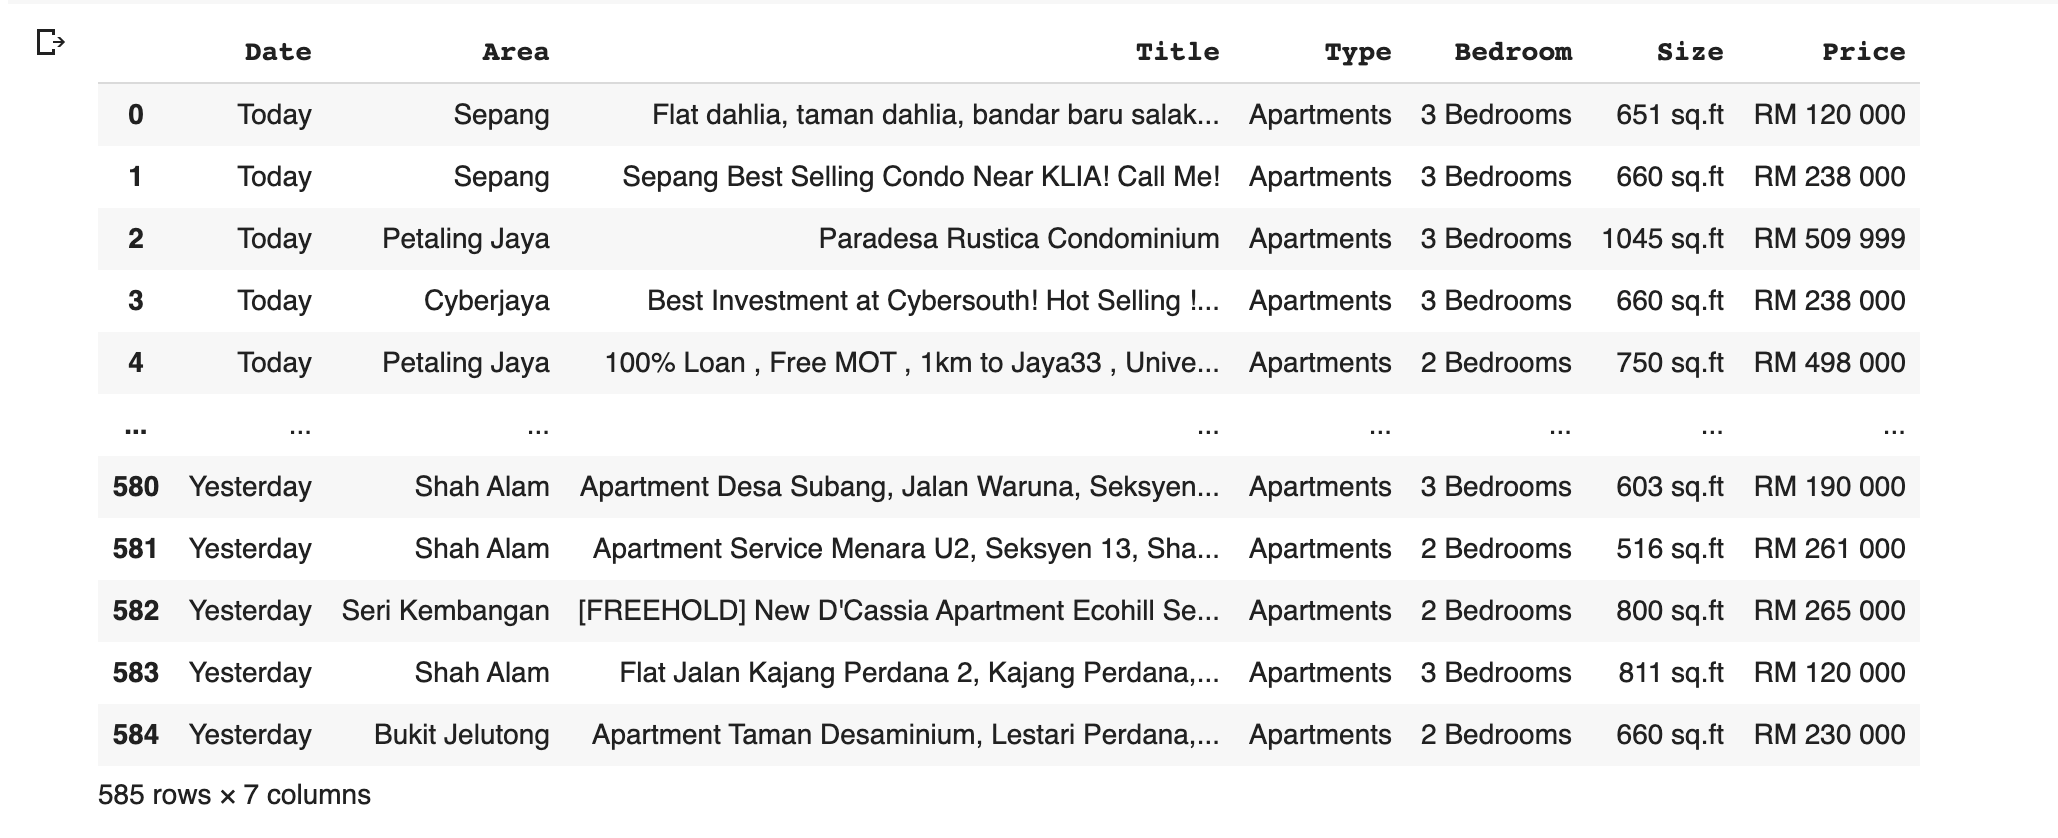 Date Area Title Type Bedroom Size Price
0 Today Sepang Flat dahlia, taman dahlia, bandar baru salak... Apartments 3 Bedrooms 651 sq.ft RM 120 000
1 Today Sepang Sepang Best Selling Condo Near KLIA! Call Me! Apartments 3 Bedrooms 660 sq.ft RM 238 000
2 Today Petaling Jaya Paradesa Rustica Condominium Apartments 3 Bedrooms 1045 sq.ft RM 509 999
3 Today Cyberjaya Best Investment at Cybersouth! Hot Selling !... Apartments 3 Bedrooms 660 sq.ft RM 238 000
4 Today Petaling Jaya 100% Loan , Free MOT , 1km to Jaya33 , Unive... Apartments 2 Bedrooms 750 sq.ft RM 498 000
... ... ... ... ... ... ... ...
580 Yesterday Shah Alam Apartment Desa Subang, Jalan Waruna, Seksyen... Apartments 3 Bedrooms 603 sq.ft RM 190 000
581 Yesterday Shah Alam Apartment Service Menara U2, Seksyen 13, Sha... Apartments 2 Bedrooms 516 sq.ft RM 261 000
582 Yesterday Seri Kembangan [FREEHOLD] New D'Cassia Apartment Ecohill Se... Apartments 2 Bedrooms 800 sq.ft RM 265 000
583 Yesterday Shah Alam Flat Jalan Kajang Perdana 2, Kajang Perdana,... Apartments 3 Bedrooms 811 sq.ft RM 120 000
584 Yesterday Bukit Jelutong Apartment Taman Desaminium, Lestari Perdana,... Apartments 2 Bedrooms 660 sq.ft RM 230 000
585 rows × 7 columns